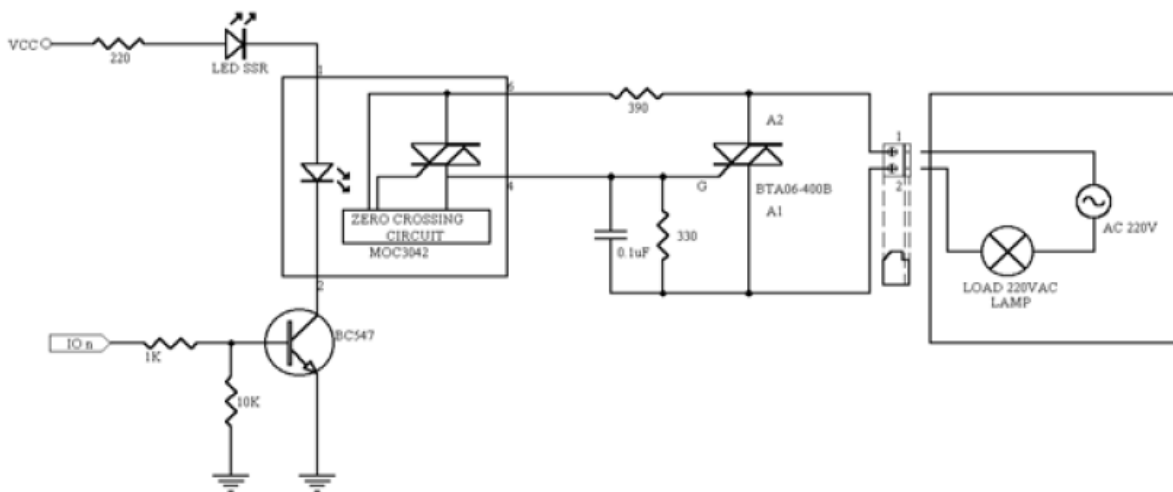 VCC
220
LED SSR
1
6
390
A2
1
ZERO CROSSING
CIRCUIT
MOC3042
4
G
BTA06-400B
A1
2
0.1uF
330
AC 220V
LOAD 220VAC
LAMP
2
BC547
IO n
1K
10K